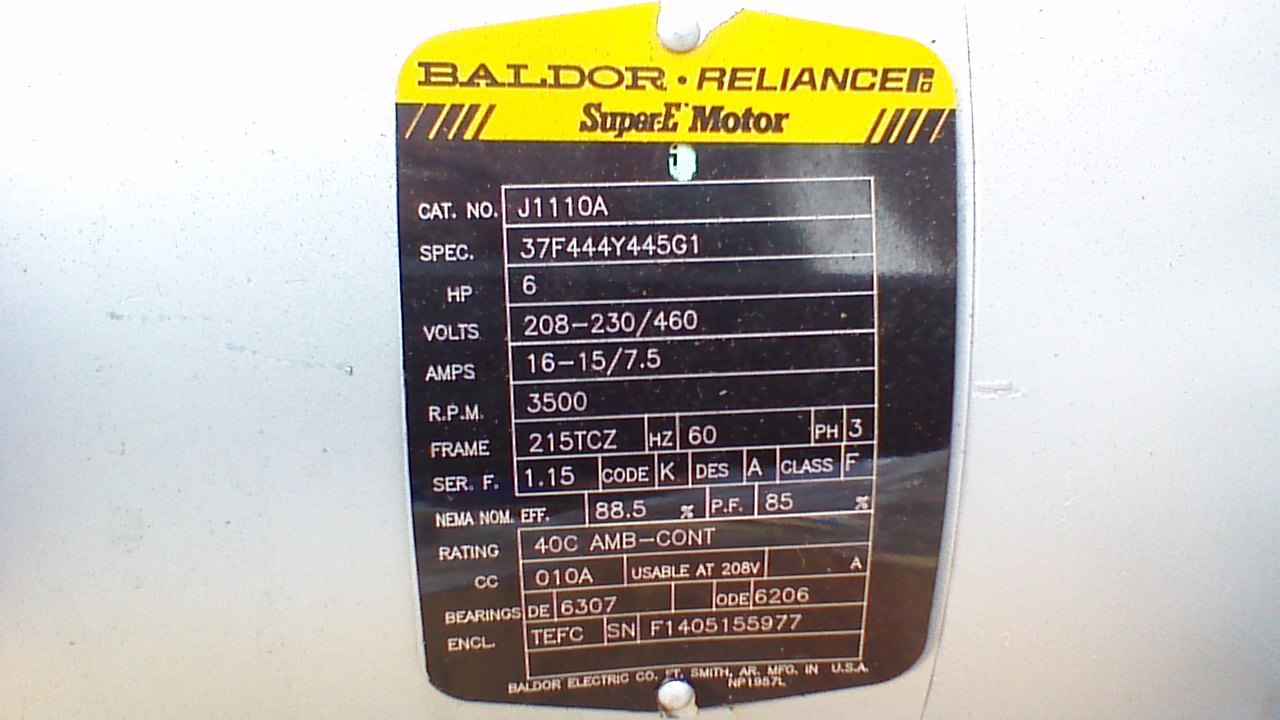 BALDOR · RELIANCE
Super-E Motor
CAT. NO. J1110A
SPEC. 37F444Y445G1
HP 6
VOLTS 208-230/460
AMPS 16-15/7.5
R.P.M. 3500
FRAME 215TCZ HZ 60 PH 3
SER. F. 1.15 CODE K DES A CLASS F
NEMA NOM. EFF. 88.5 % P.F. 85 %
RATING 40C AMB-CONT
CC 010A USABLE AT 208V A
BEARINGS DE 6307 ODE 6206
ENCL. TEFC SN F1405155977
BALDOR ELECTRIC CO. FT. SMITH, AR. MFG. IN U.S.A.
NP1957L